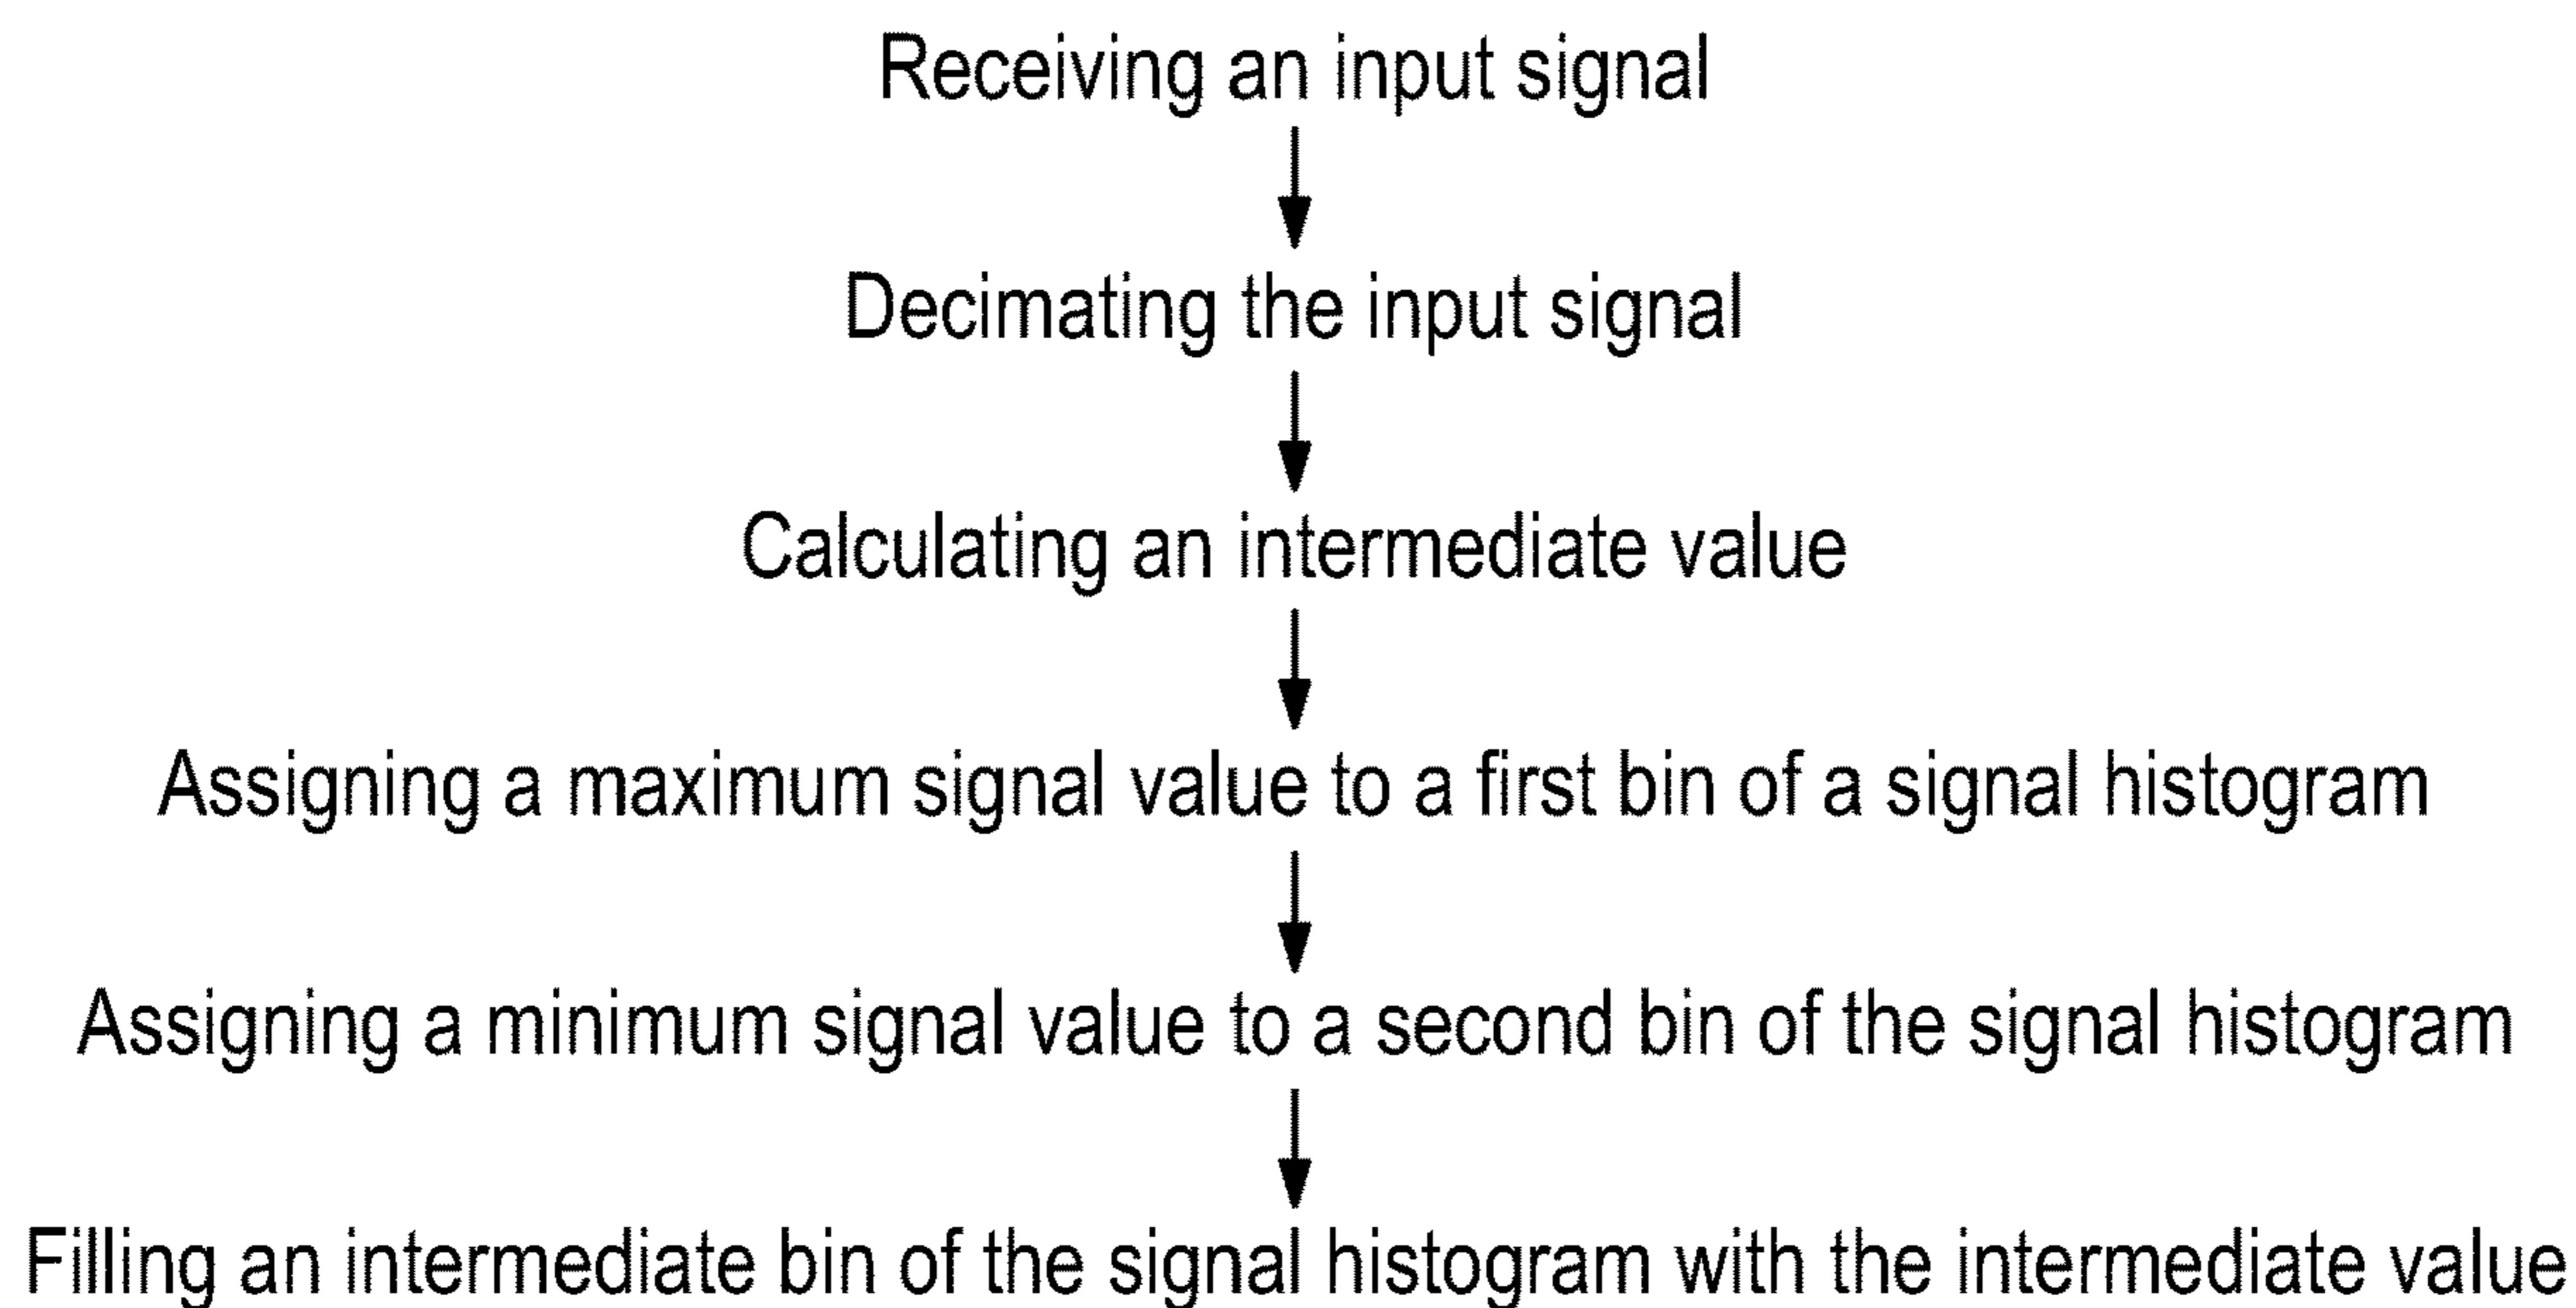 Receiving an input signal
Decimating the input signal
Calculating an intermediate value
Assigning a maximum signal value to a first bin of a signal histogram
Assigning a minimum signal value to a second bin of the signal histogram
Filling an intermediate bin of the signal histogram with the intermediate value